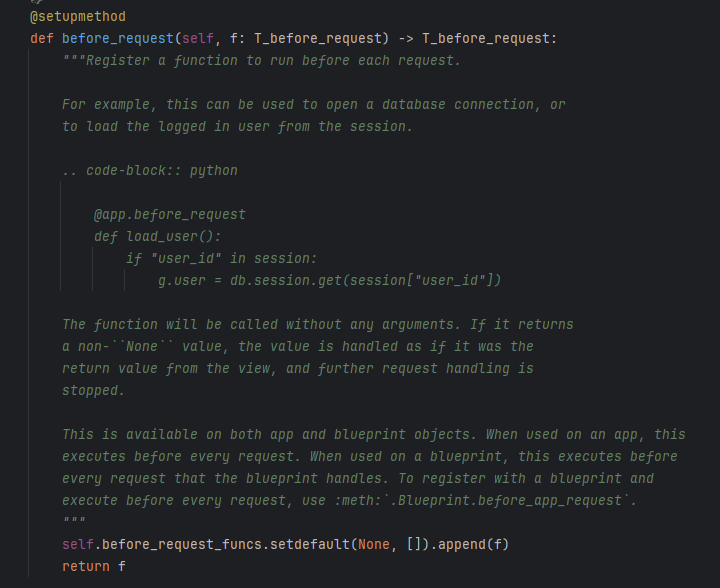 @setupmethod
def before_request(self, f: T_before_request) -> T_before_request:
    """Register a function to run before each request.

    For example, this can be used to open a database connection, or
    to load the logged in user from the session.

    .. code-block:: python

        @app.before_request
        def load_user():
            if "user_id" in session:
                g.user = db.session.get(session["user_id"])

    The function will be called without any arguments. If it returns
    a non-``None`` value, the value is handled as if it was the
    return value from the view, and further request handling is
    stopped.

    This is available on both app and blueprint objects. When used on an app, this
    executes before every request. When used on a blueprint, this executes before
    every request that the blueprint handles. To register with a blueprint and
    execute before every request, use :meth:`.Blueprint.before_app_request`.
    """
    self.before_request_funcs.setdefault(None, []).append(f)
    return f